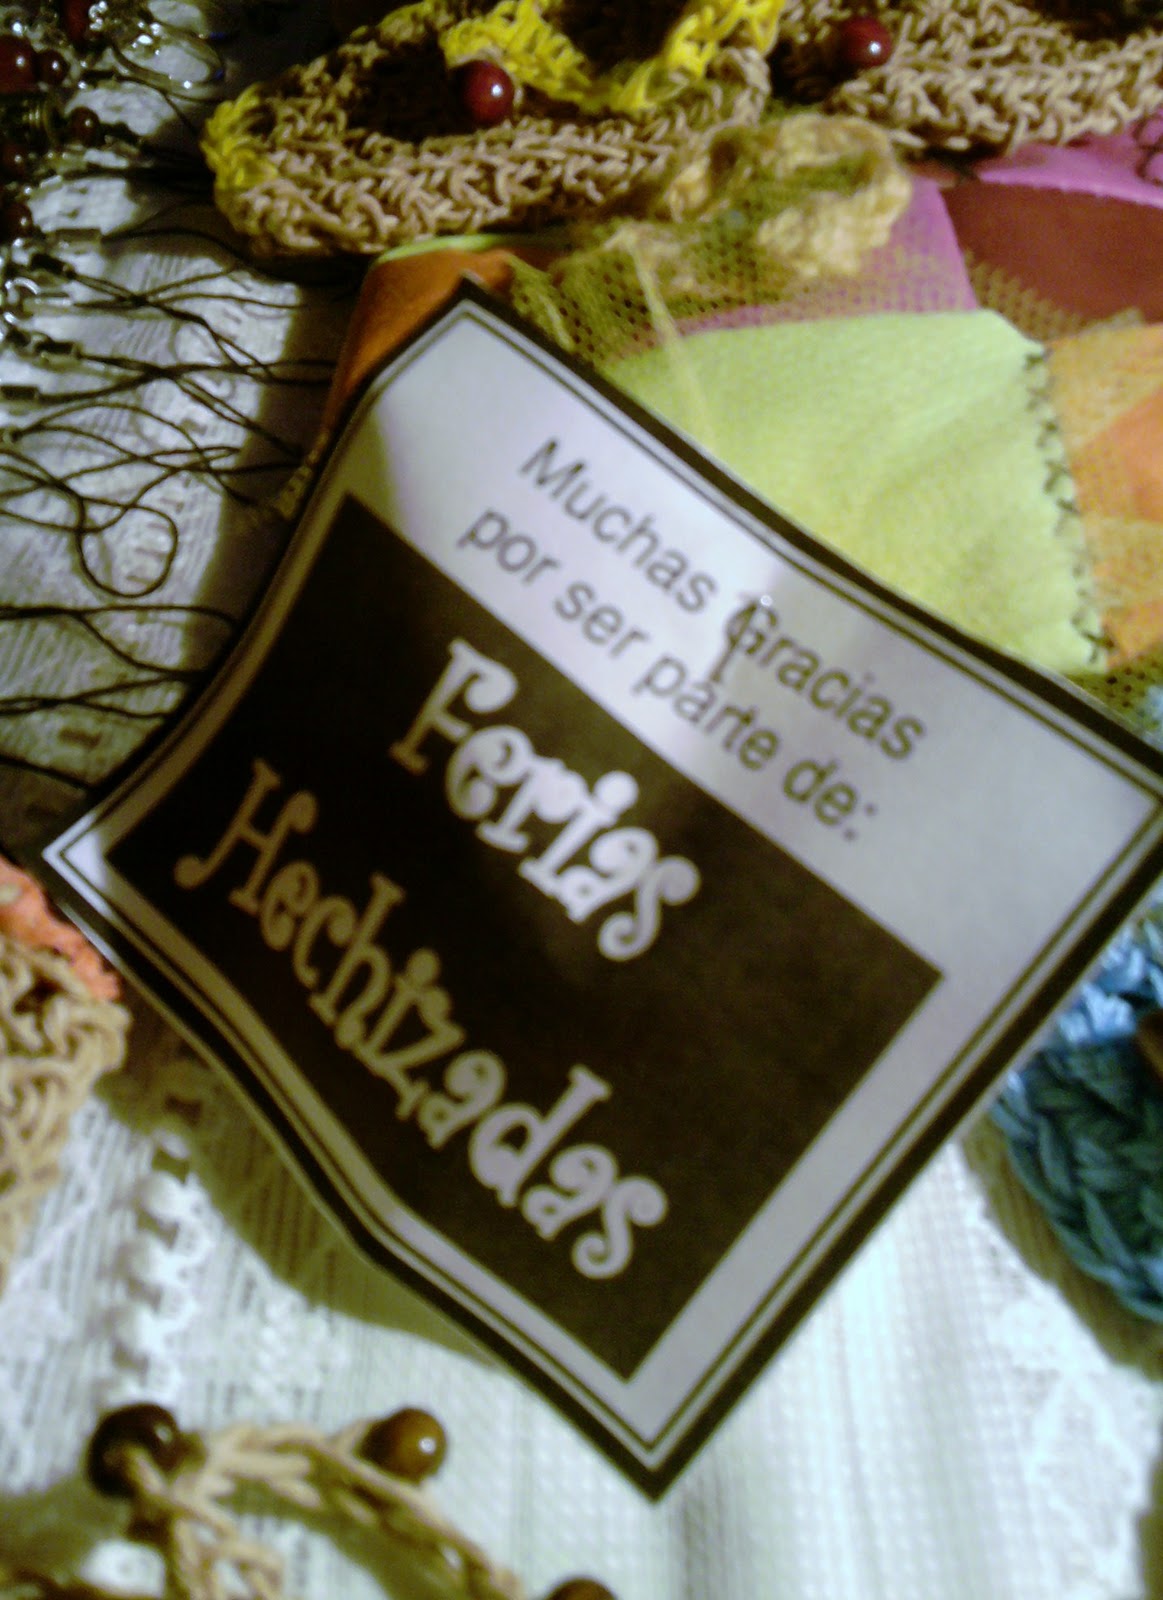 Muchas Gracias
por ser parte de:
Ferias
Hechizadas